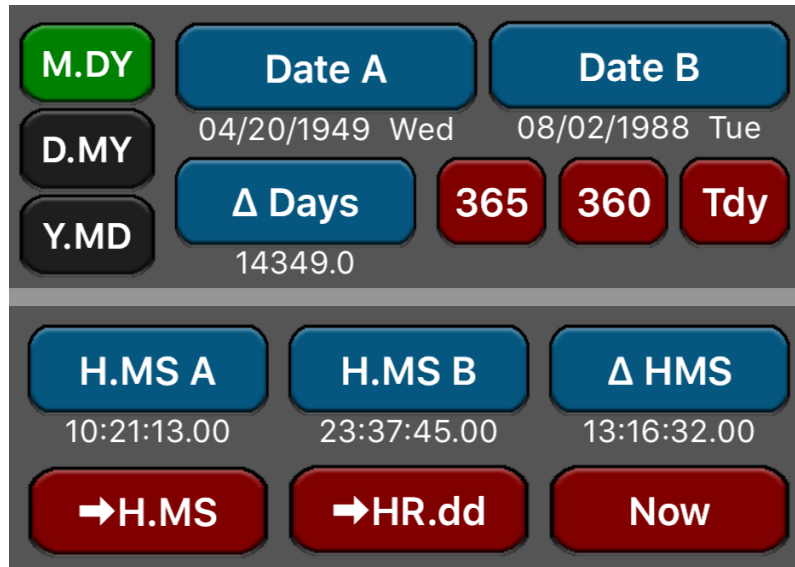 M.DY Date A Date B
04/20/1949 Wed 08/02/1988 Tue
D.MY
Δ Days 365 360 Tdy
Y.MD
14349.0
H.MS A H.MS B Δ HMS
10:21:13.00 23:37:45.00 13:16:32.00
➡H.MS ➡HR.dd Now